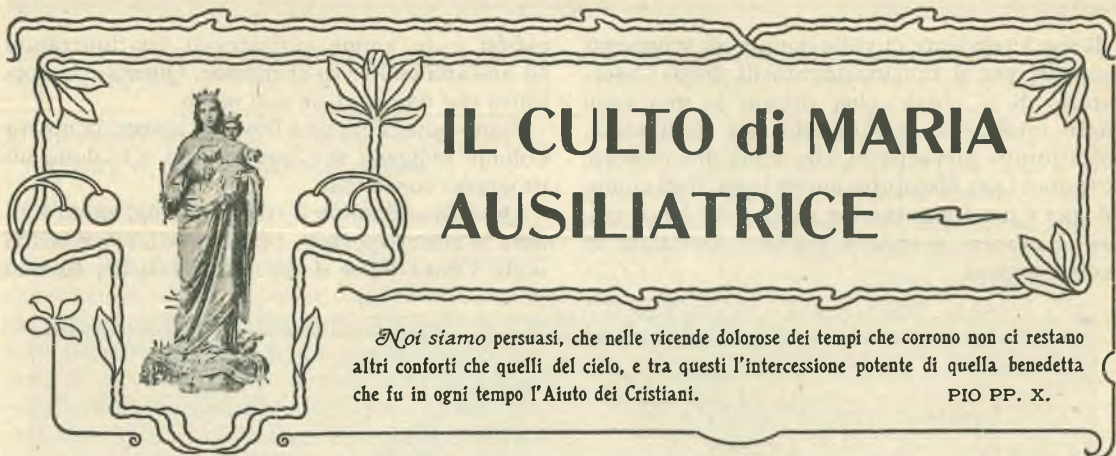 IL CULTO di MARIA
AUSILIATRICE
Noi siamo persuasi, che nelle vicende dolorose dei tempi che corrono non ci restano
altri conforti che quelli del cielo, e tra questi l'intercessione potente di quella benedetta
che fu in ogni tempo l'Aiuto dei Cristiani. PIO PP. X.